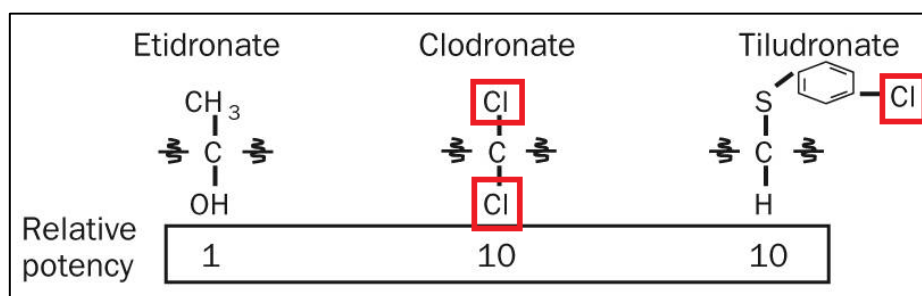 Etidronate Clodronate Tiludronate
CH3 Cl S Cl
C C C
OH Cl H
Relative potency 1 10 10